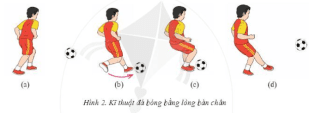 (a) (b) (c) (d)
Hình 2. Kĩ thuật đá bóng bằng lòng bàn chân